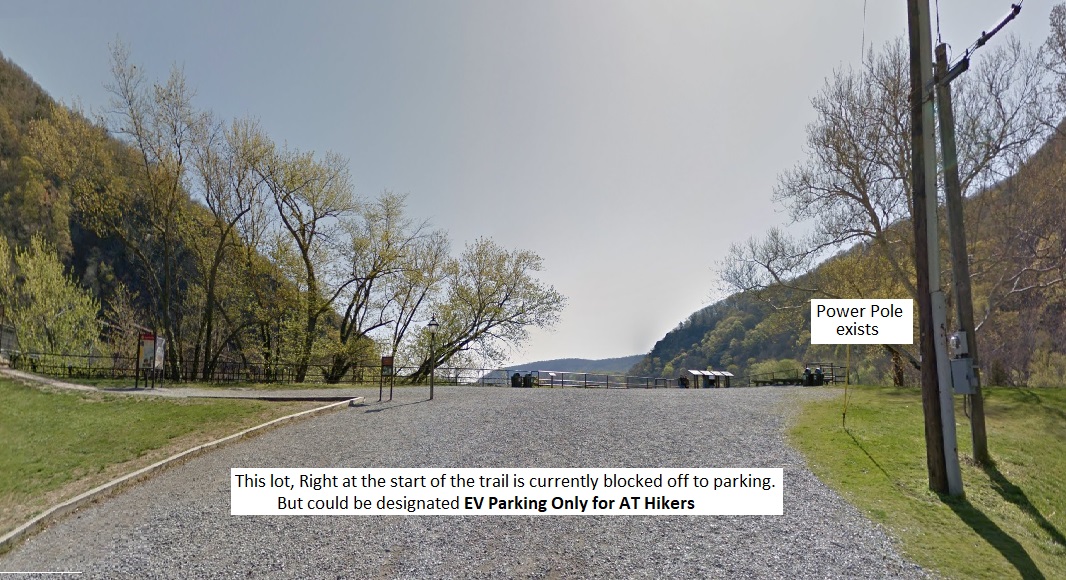 Power Pole
exists
This lot, Right at the start of the trail is currently blocked off to parking.
But could be designated EV Parking Only for AT Hikers